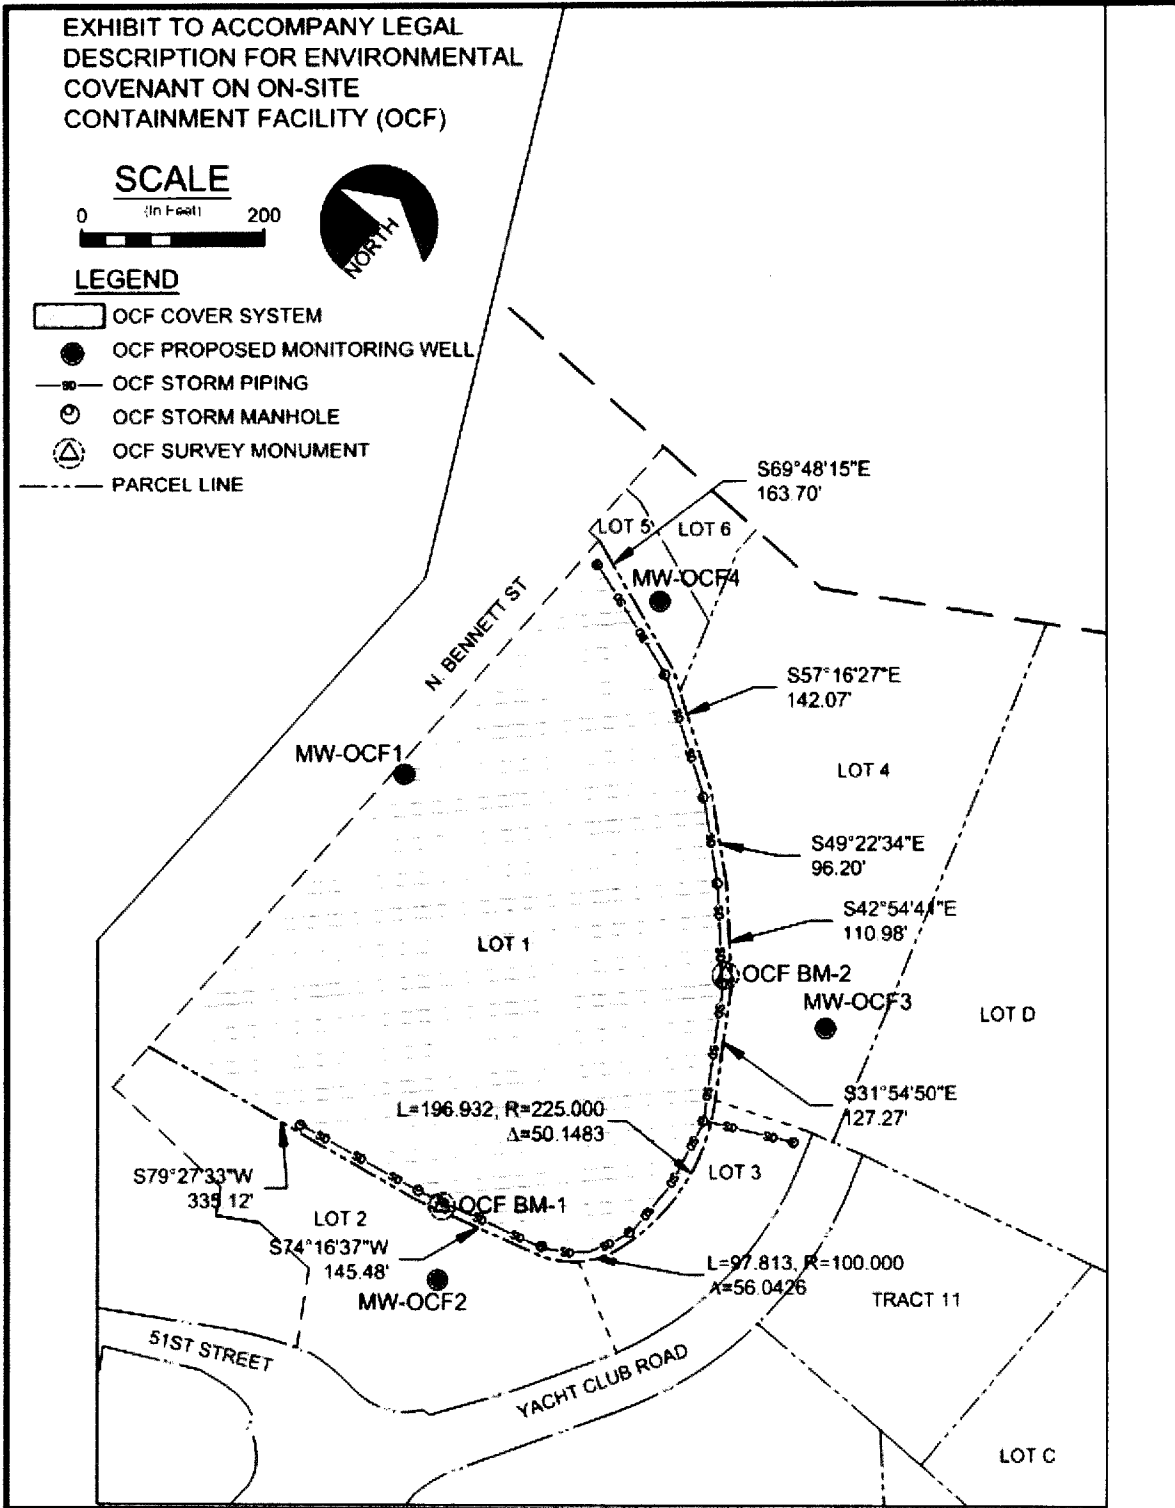 EXHIBIT TO ACCOMPANY LEGAL
DESCRIPTION FOR ENVIRONMENTAL
COVENANT ON ON-SITE
CONTAINMENT FACILITY (OCF)
SCALE
0 (In Feet) 200
NORTH
LEGEND
OCF COVER SYSTEM
OCF PROPOSED MONITORING WELL
SD OCF STORM PIPING
OCF STORM MANHOLE
OCF SURVEY MONUMENT
PARCEL LINE
S69°48'15"E
163.70'
LOT 5
LOT 6
MW-OCF4
N. BENNETT ST
S57°16'27"E
142.07'
MW-OCF1
LOT 4
S49°22'34"E
96.20'
S42°54'41"E
110.98'
LOT 1
OCF BM-2
MW-OCF3
LOT D
S31°54'50"E
127.27'
L=196.932, R=225.000
Δ=50.1483
LOT 3
S79°27'33"W
335.12'
OCF BM-1
LOT 2
S74°16'37"W
145.48'
L=97.813, R=100.000
Δ=56.0426
MW-OCF2
TRACT 11
51ST STREET
YACHT CLUB ROAD
LOT C